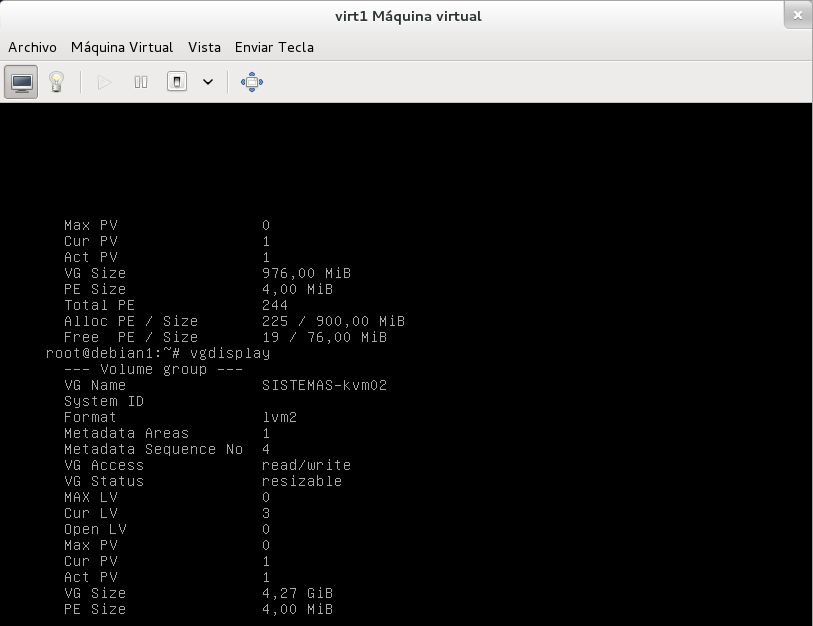 virt1 Máquina virtual
Archivo Máquina Virtual Vista Enviar Tecla
Max PV 0
Cur PV 1
Act PV 1
VG Size 976,00 MiB
PE Size 4,00 MiB
Total PE 244
Alloc PE / Size 225 / 900,00 MiB
Free PE / Size 19 / 76,00 MiB
root@debian1:~# vgdisplay
--- Volume group ---
VG Name SISTEMAS-kvm02
System ID
Format lvm2
Metadata Areas 1
Metadata Sequence No 4
VG Access read/write
VG Status resizable
MAX LV 0
Cur LV 3
Open LV 0
Max PV 0
Cur PV 1
Act PV 1
VG Size 4,27 GiB
PE Size 4,00 MiB